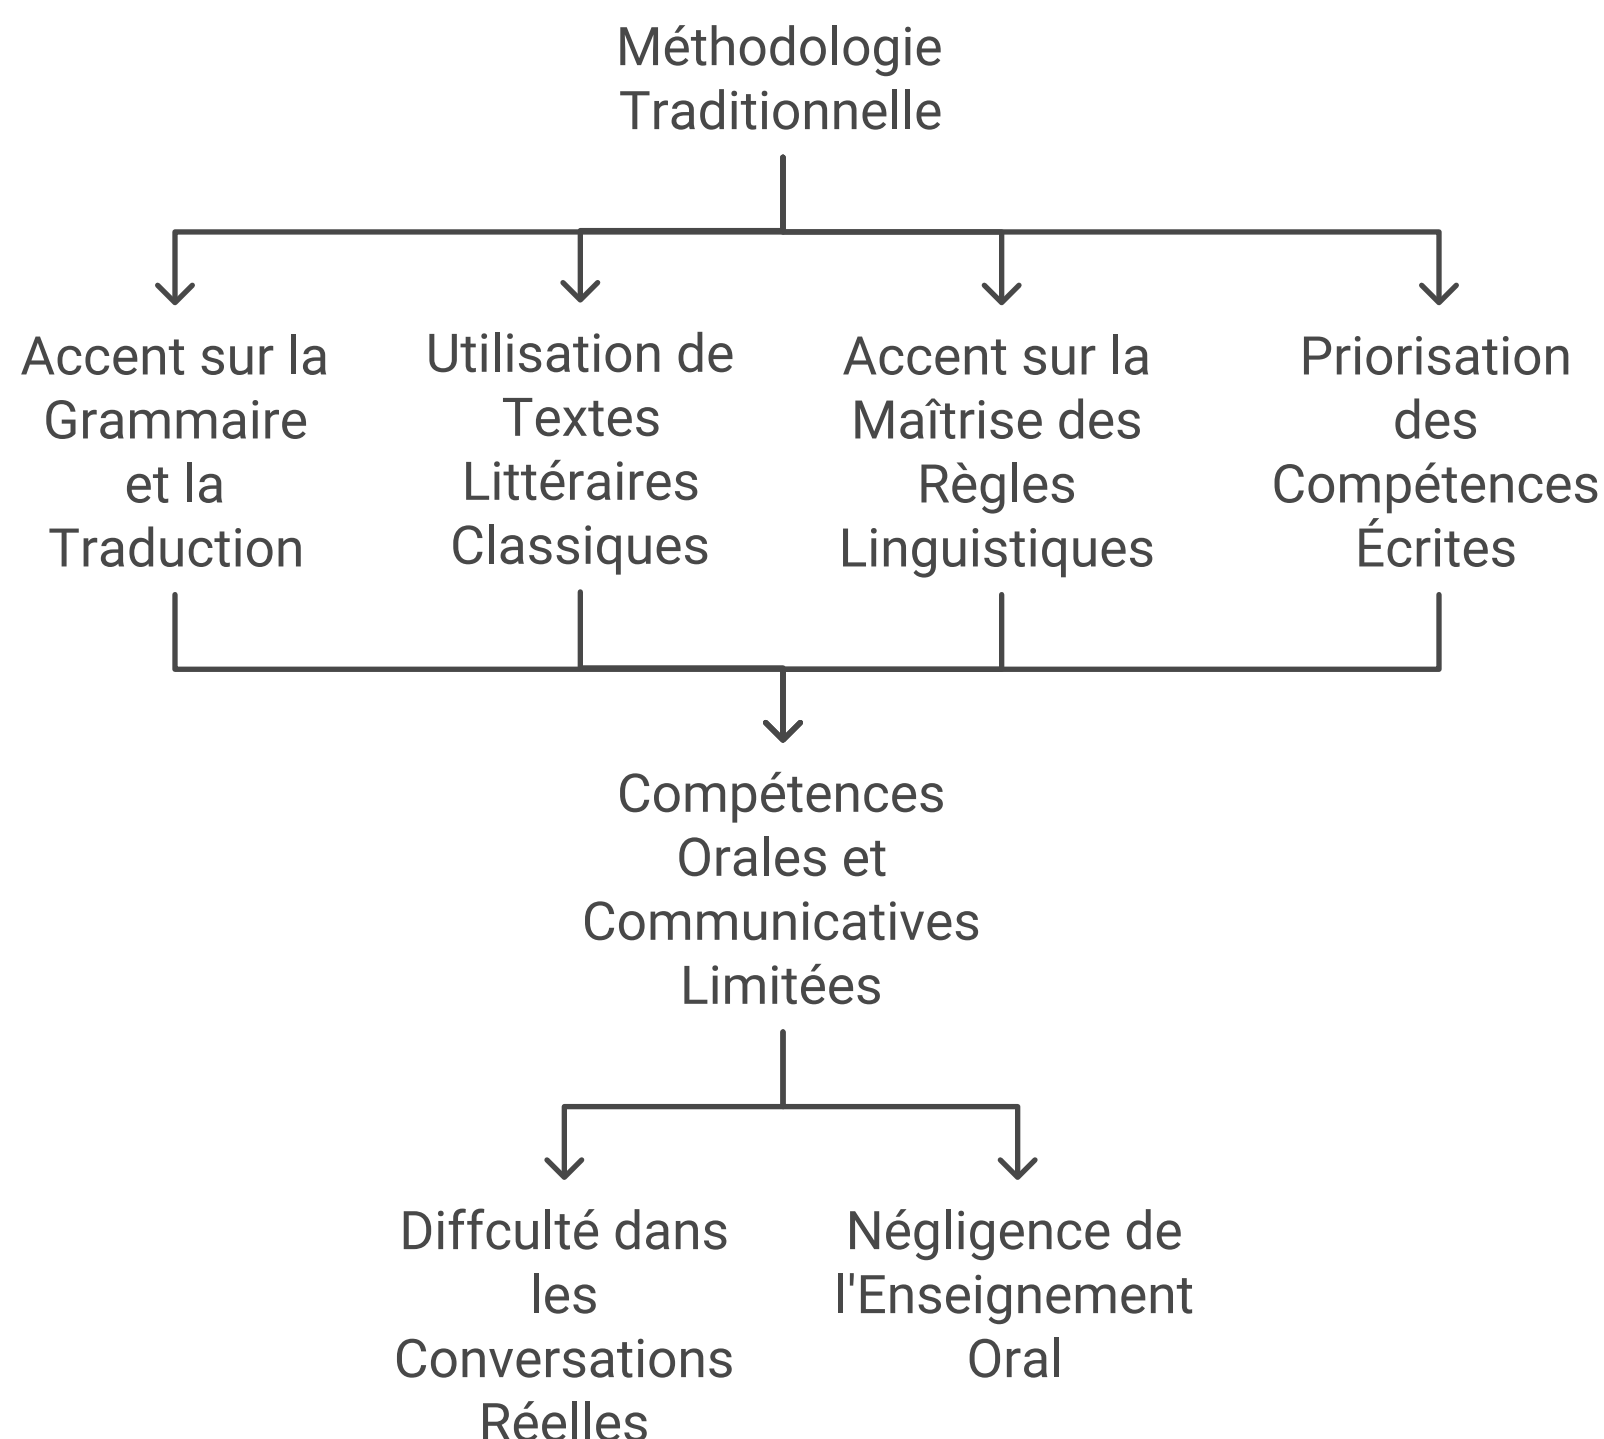 Méthodologie
Traditionnelle
Accent sur la
Grammaire
et la
Traduction
Utilisation de
Textes
Littéraires
Classiques
Accent sur la
Maîtrise des
Règles
Linguistiques
Priorisation
des
Compétences
Écrites
Compétences
Orales et
Communicatives
Limitées
Diffculté dans
les
Conversations
Réelles
Négligence de
l'Enseignement
Oral